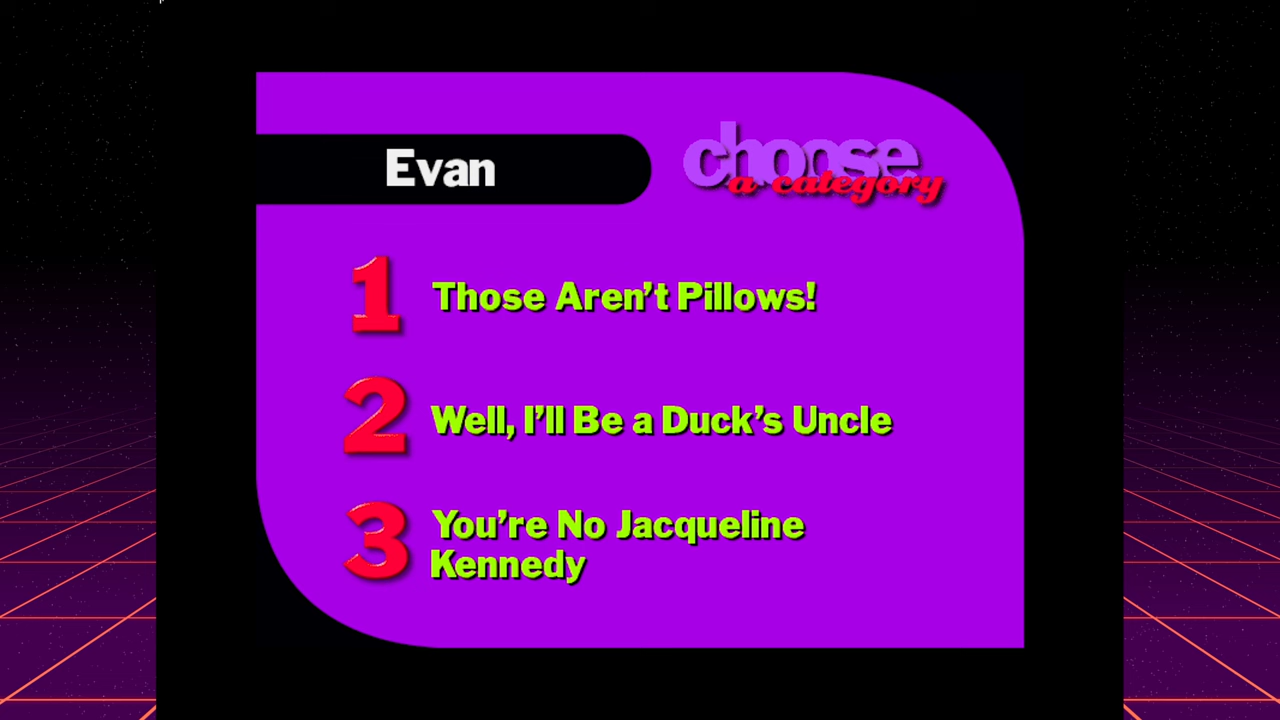 Evan
choose
a category
1 Those Aren't Pillows!
2 Well, I'll Be a Duck's Uncle
3 You're No Jacqueline
Kennedy